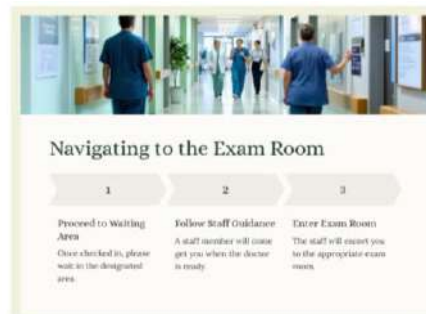 Navigating to the Exam Room
1
2
3
Proceed to Waiting
Area
Once checked in, please
wait in the designated
area.
Follow Staff Guidance
A staff member will come
get you when the doctor
is ready.
Enter Exam Room
The staff will escort you
to the appropriate exam
room.